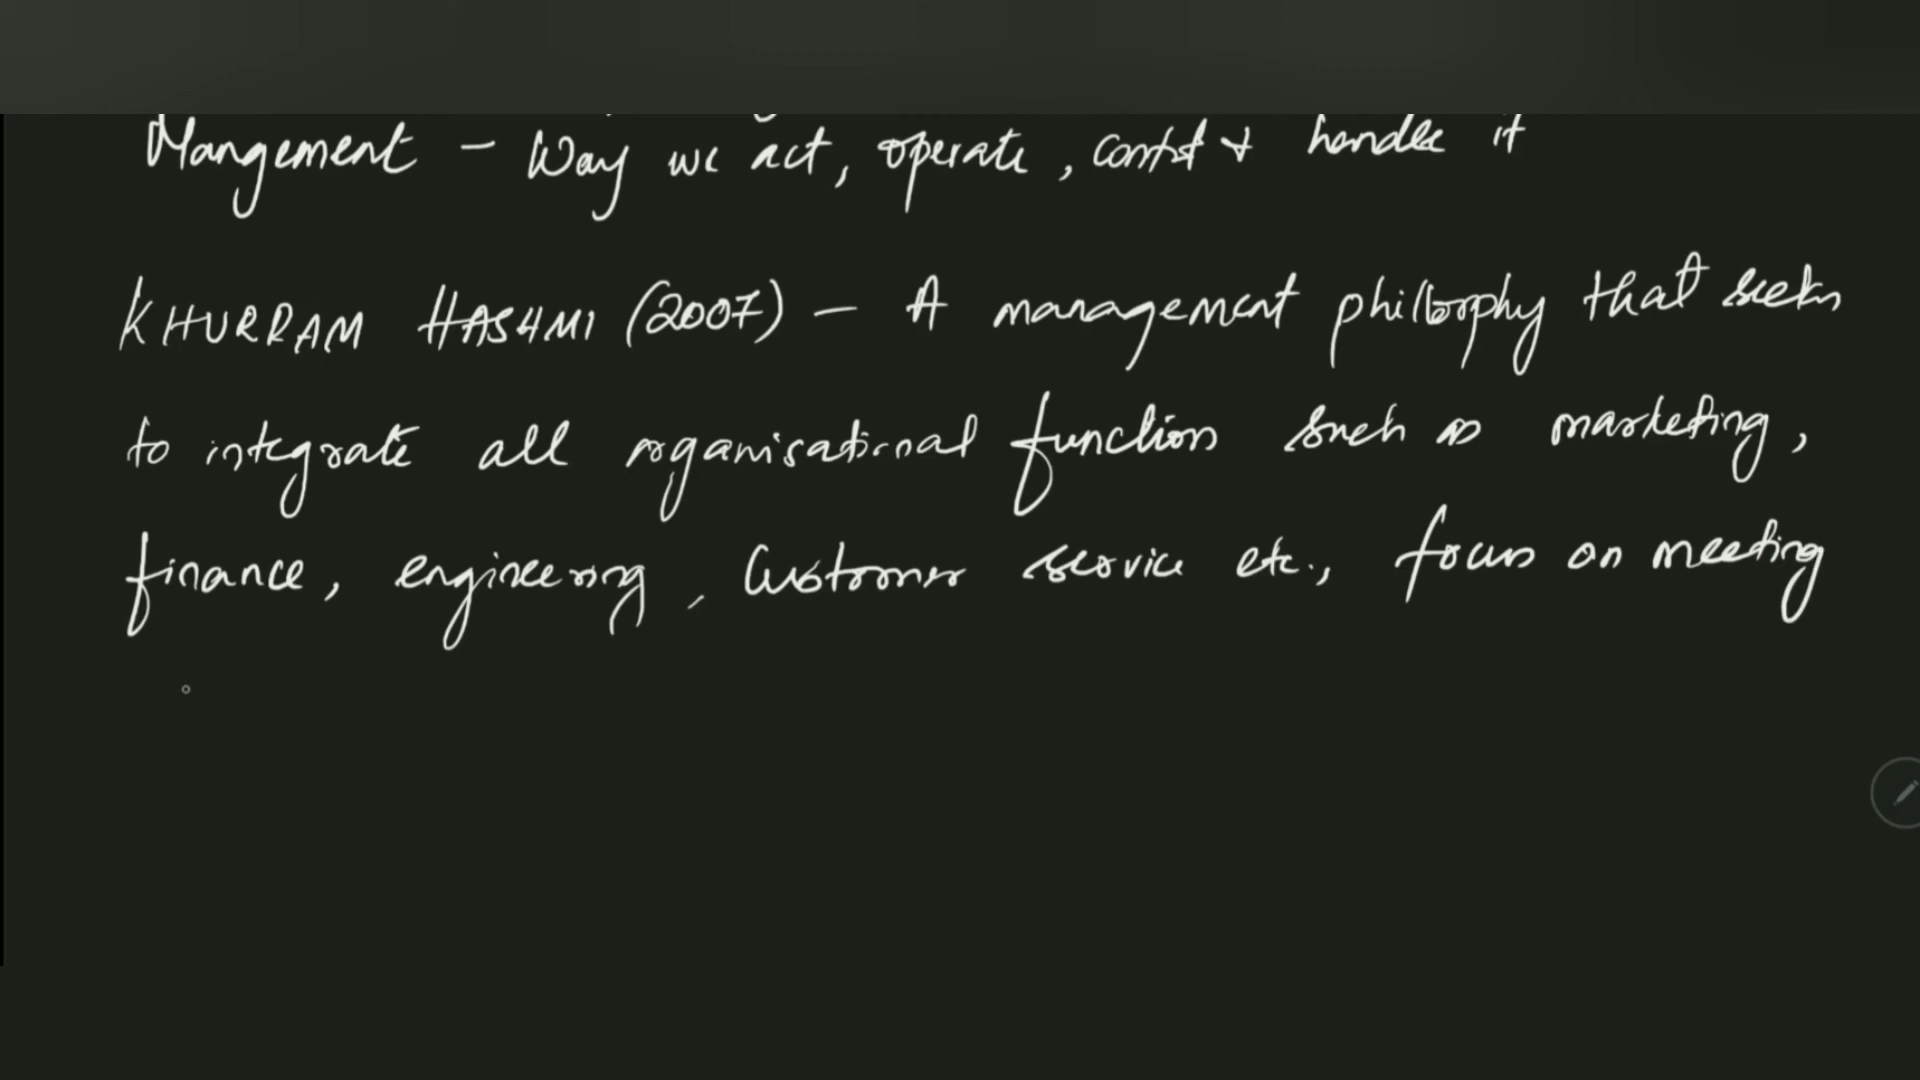 Mangement - Way we act, operate, control & handle it
KHURRAM HASHMI (2007) - A management philosophy that seeks
to integrate all organisational function such as marketing,
finance, engineering, Customer service etc., focus on meeting